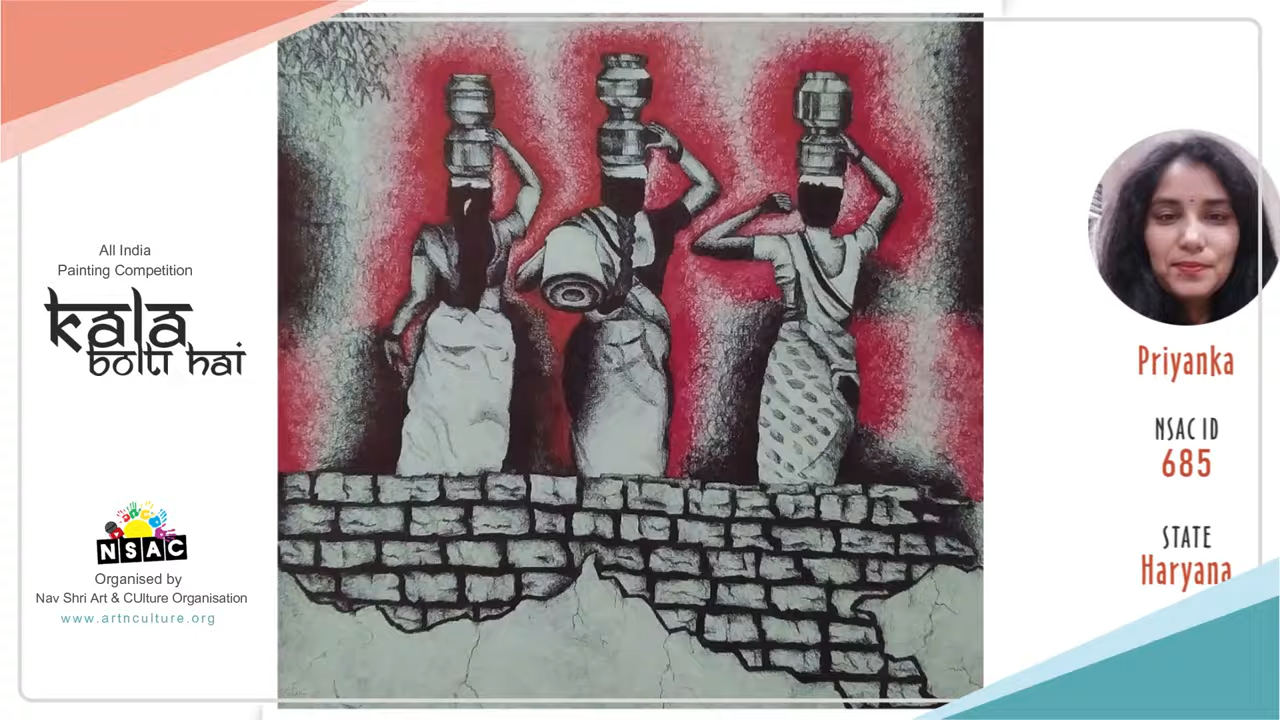 All India
Painting Competition
kala
bolti hai
NSAC
Organised by
Nav Shri Art & CUlture Organisation
www.artnculture.org
Priyanka
NSAC ID
685
STATE
Haryana